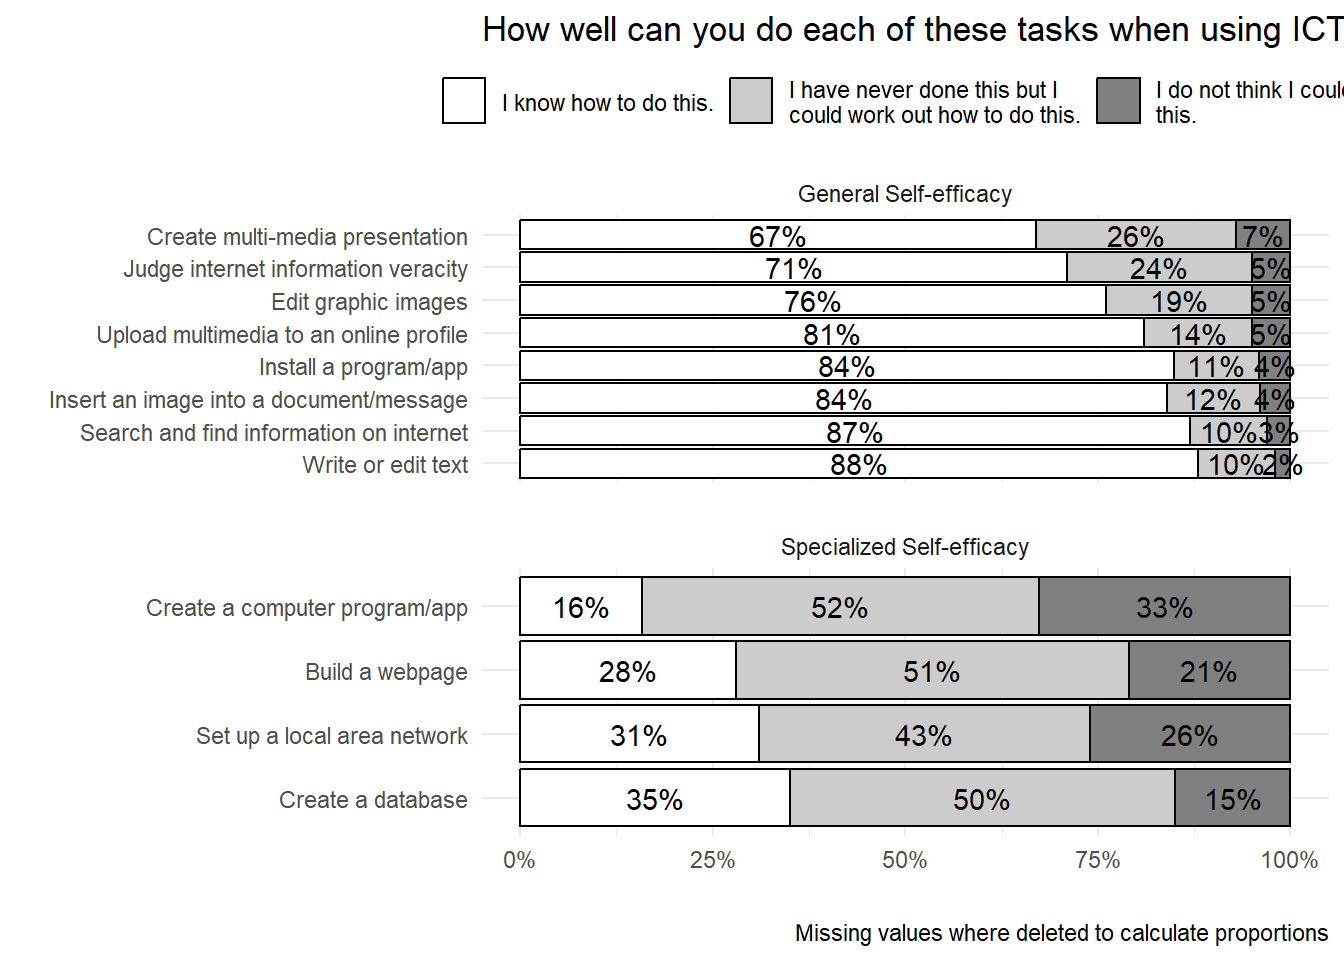 How well can you do each of these tasks when using ICT
I know how to do this.
I have never done this but I
could work out how to do this.
I do not think I could
this.
General Self-efficacy
Create multi-media presentation 67% 26% 7%
Judge internet information veracity 71% 24% 5%
Edit graphic images 76% 19% 5%
Upload multimedia to an online profile 81% 14% 5%
Install a program/app 84% 11% 4%
Insert an image into a document/message 84% 12% 4%
Search and find information on internet 87% 10% 3%
Write or edit text 88% 10% 2%
Specialized Self-efficacy
Create a computer program/app 16% 52% 33%
Build a webpage 28% 51% 21%
Set up a local area network 31% 43% 26%
Create a database 35% 50% 15%
0% 25% 50% 75% 100%
Missing values where deleted to calculate proportions